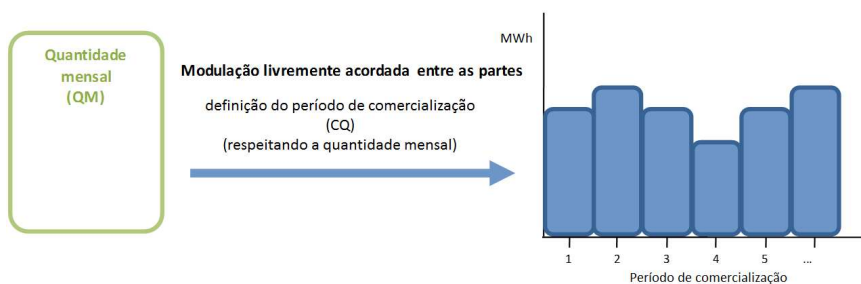 Quantidade
mensal
(QM)
Modulação livremente acordada entre as partes
definição do período de comercialização
(CQ)
(respeitando a quantidade mensal)
MWh
1 2 3 4 5 ...
Período de comercialização